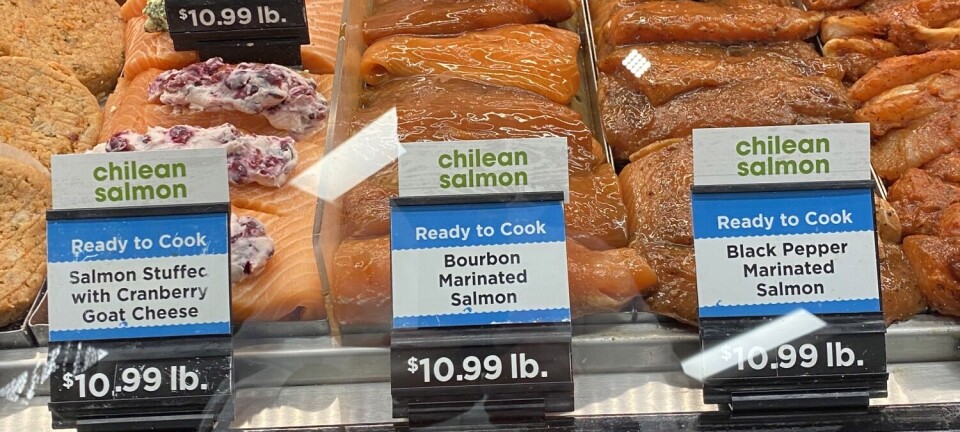 $10.99 lb.
chilean
salmon
Ready to Cook
Salmon Stuffed
with Cranberry
Goat Cheese
$10.99 lb.
chilean
salmon
Ready to Cook
Bourbon
Marinated
Salmon
$10.99 lb.
chilean
salmon
Ready to Cook
Black Pepper
Marinated
Salmon
$10.99 lb.